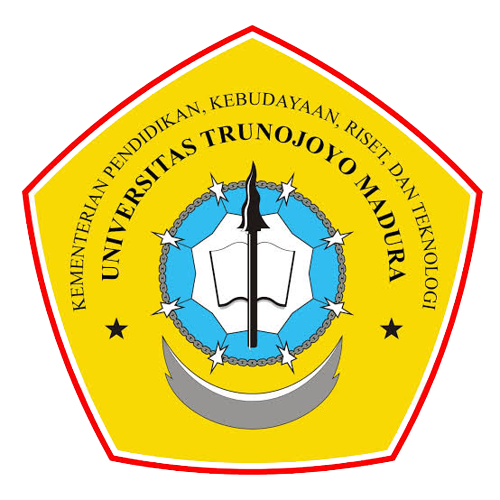 KEMENTERIAN PENDIDIKAN, KEBUDAYAAN, RISET, DAN TEKNOLOGI
UNIVERSITAS TRUNOJOYO MADURA